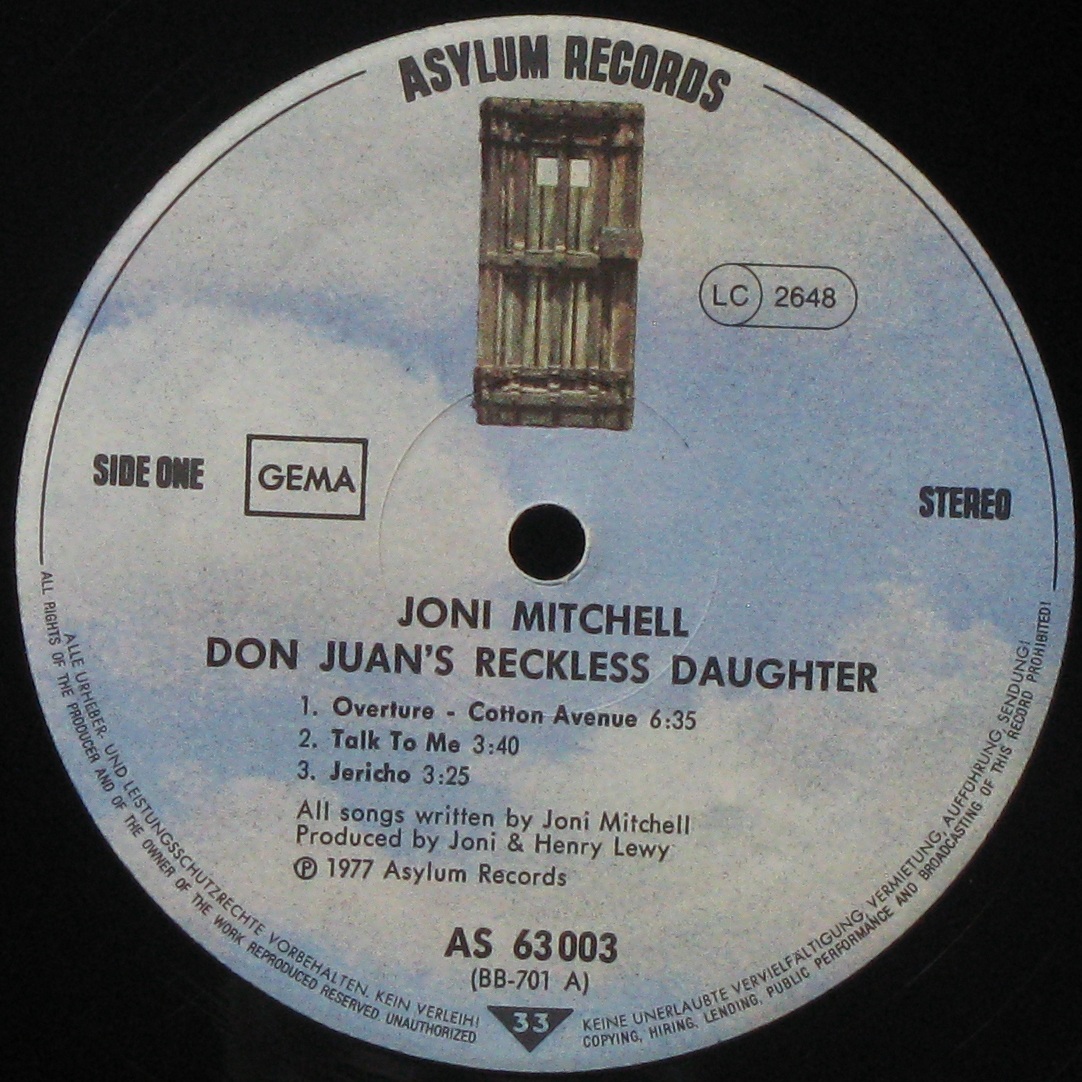 ASYLUM RECORDS
LC 2648
SIDE ONE
GEMA
STEREO
JONI MITCHELL
DON JUAN'S RECKLESS DAUGHTER
1. Overture - Cotton Avenue 6:35
2. Talk To Me 3:40
3. Jericho 3:25
All songs written by Joni Mitchell
Produced by Joni & Henry Lewy
Ⓟ 1977 Asylum Records
AS 63003
(BB-701 A)
33
ALLE URHEBER- UND LEISTUNGSSCHUTZRECHTE VORBEHALTEN. KEIN VERLEIH! KEINE UNERLAUBTE VERVIELFÄLTIGUNG, VERMIETUNG, AUFFÜHRUNG, SENDUNG!
ALL RIGHTS OF THE PRODUCER AND OF THE OWNER OF THE WORK REPRODUCED RESERVED. UNAUTHORIZED COPYING, HIRING, LENDING, PUBLIC PERFORMANCE AND BROADCASTING OF THIS RECORD PROHIBITED!